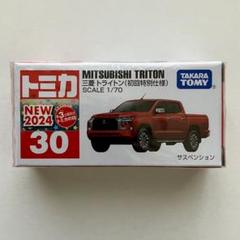 トミカ
MITSUBISHI TRITON
三菱 トライトン(初回特別仕様)
SCALE 1/70
TAKARA
TOMY
NEW
2024
30
サスペンション